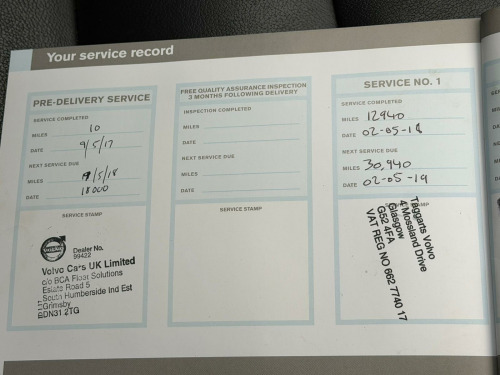 Your service record
PRE-DELIVERY SERVICE
SERVICE COMPLETED
MILES 10
DATE 9/5/17
NEXT SERVICE DUE
MILES 9/5/18
DATE 18000
SERVICE STAMP
VOLVO
Dealer No.
99422
Volvo Cars UK Limited
c/o BCA Fleet Solutions
Estate Road 5
South Humberside Ind Est
Grimsby
DN31 2TG
FREE QUALITY ASSURANCE INSPECTION
3 MONTHS FOLLOWING DELIVERY
INSPECTION COMPLETED
MILES
DATE
NEXT SERVICE DUE
MILES
DATE
SERVICE STAMP
SERVICE NO. 1
SERVICE COMPLETED
MILES 12940
DATE 02-05-18
NEXT SERVICE DUE
MILES 30,940
DATE 02-05-19
STAMP
Taggarts Volvo
4 Mossland Drive
Glasgow
G52 4FA
VAT REG NO 662 7740 17